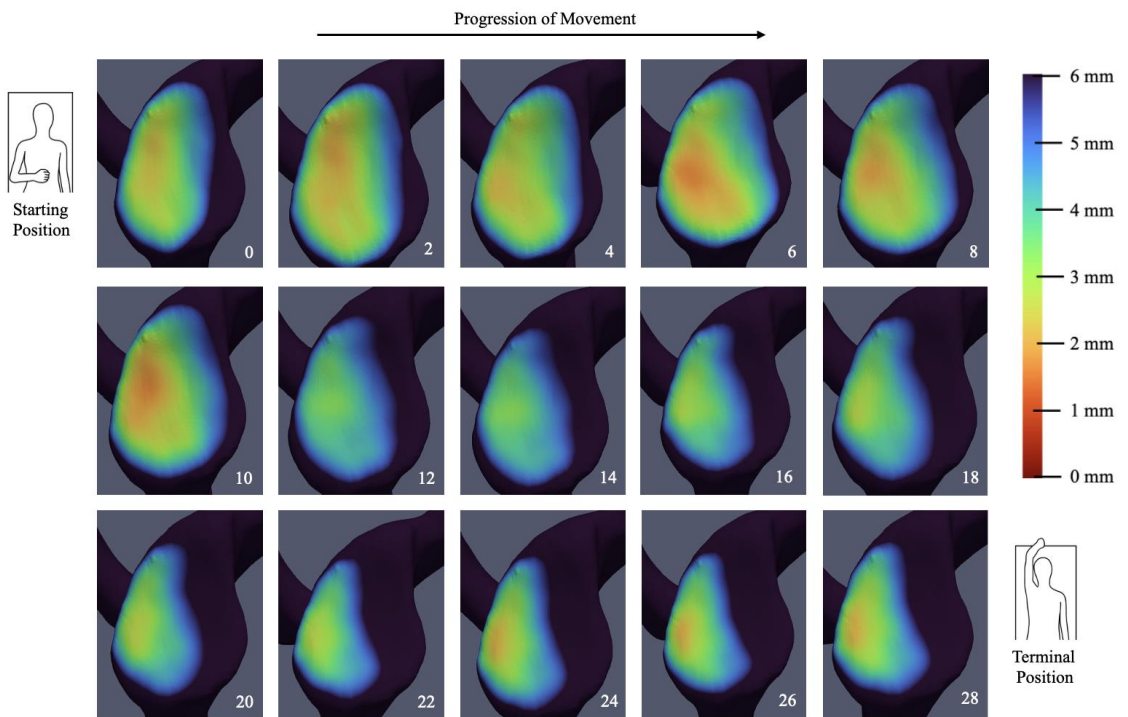 Progression of Movement
Starting
Position
0
2
4
6
8
6 mm
5 mm
4 mm
3 mm
2 mm
1 mm
0 mm
10
12
14
16
18
20
22
24
26
28
Terminal
Position